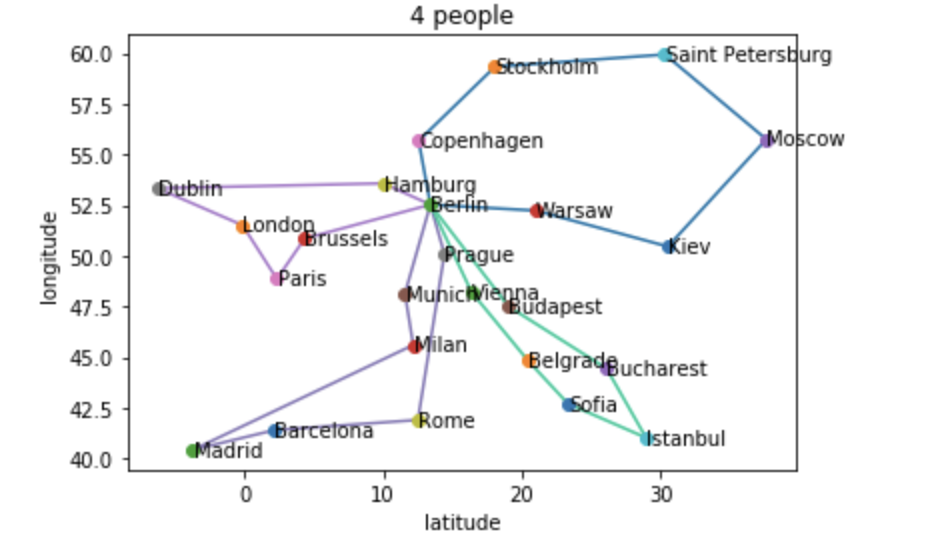 4 people
longitude
60.0
57.5
55.0
52.5
50.0
47.5
45.0
42.5
40.0
Saint Petersburg
Stockholm
Copenhagen
Moscow
Dublin
Hamburg
Berlin
Warsaw
London
Brussels
Kiev
Prague
Paris
Munich
Vienna
Budapest
Milan
Belgrade
Bucharest
Sofia
Rome
Barcelona
Istanbul
Madrid
0
10
20
30
latitude